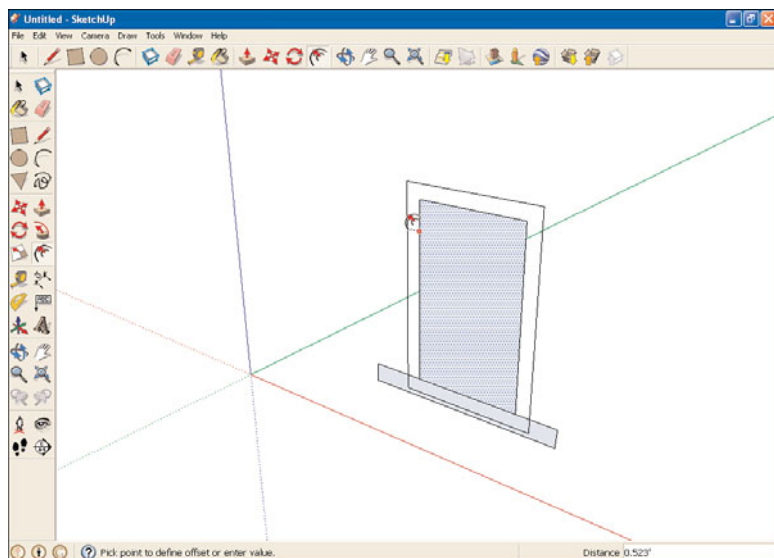 Untitled - SketchUp
File Edit View Camera Draw Tools Window Help
Pick point to define offset or enter value.
Distance 0.523"